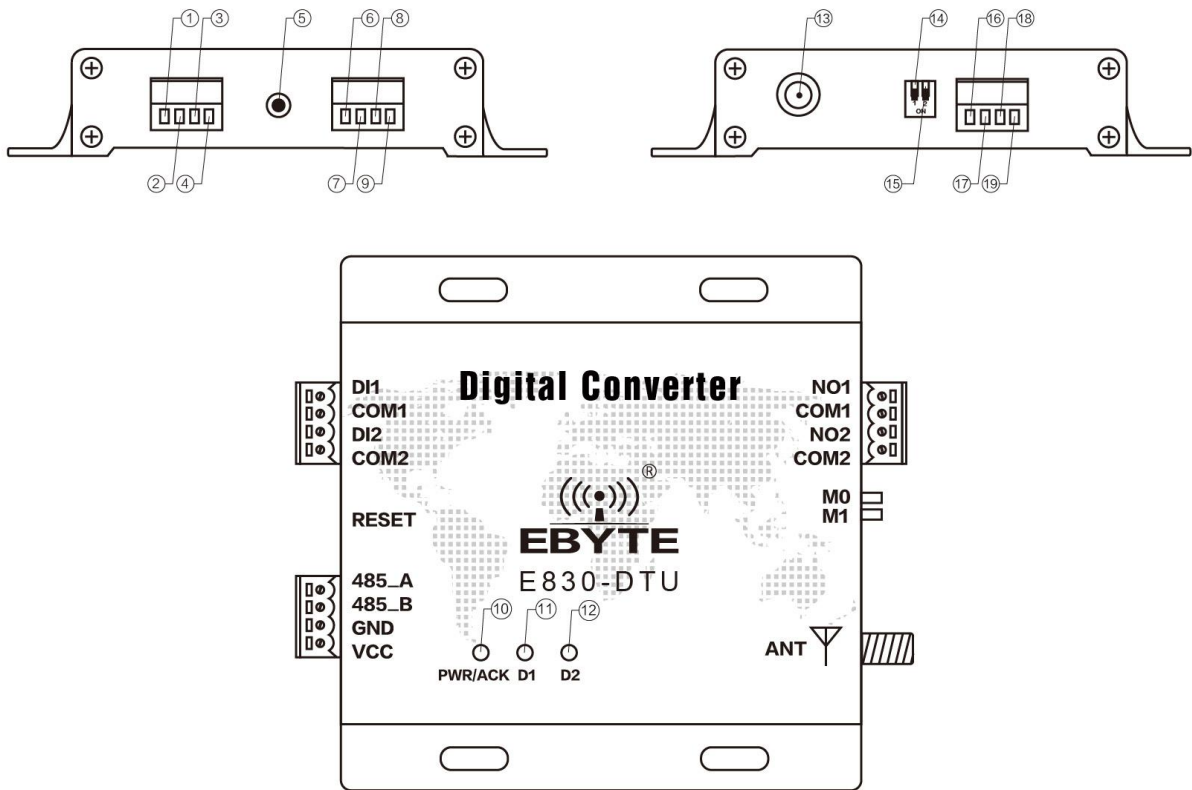 ① ③ ⑤ ⑥ ⑧ ⑬ ⑭ ⑯ ⑱
1 2
ON
② ④ ⑦ ⑨ ⑮ ⑰ ⑲
Digital Converter
DI1
COM1
DI2
COM2
RESET
485_A
485_B
GND
VCC
NO1
COM1
NO2
COM2
M0
M1
ANT
®
EBYTE
E830-DTU
⑩ ⑪ ⑫
PWR/ACK D1 D2